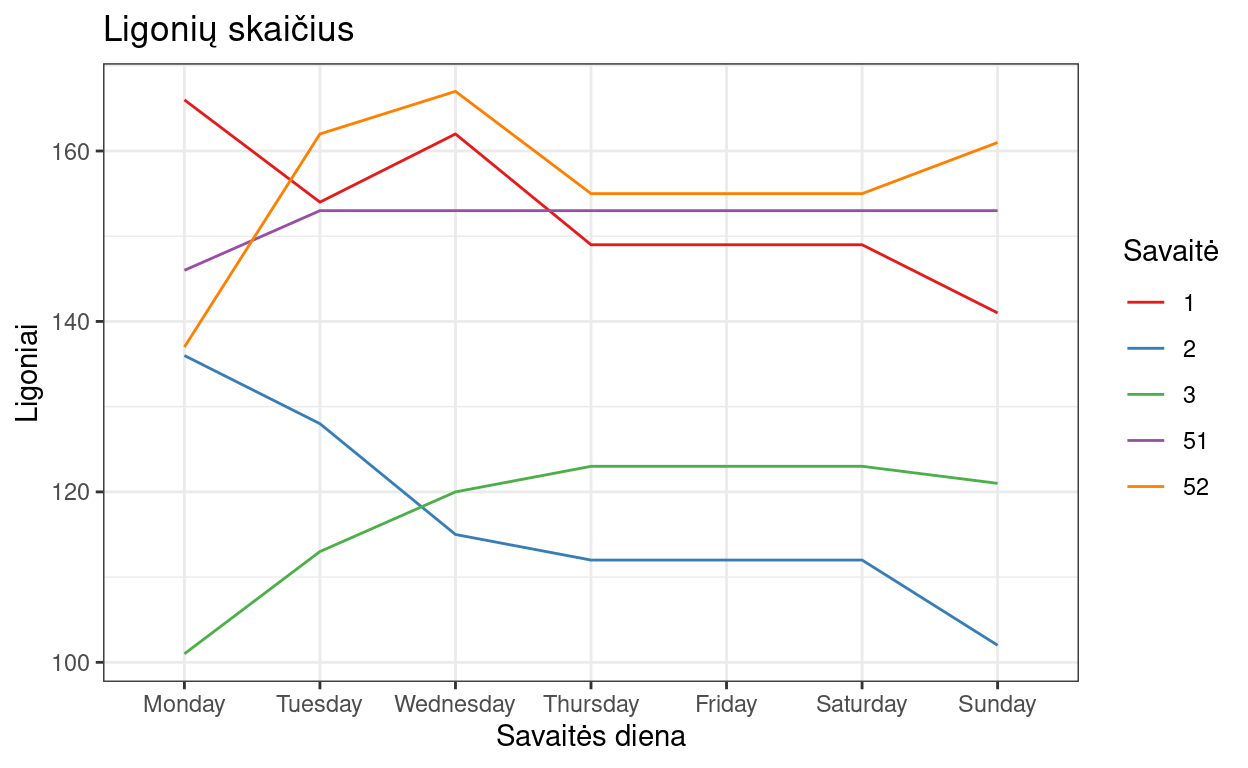 Ligonių skaičius
160
140
120
100
Ligoniai
Monday Tuesday Wednesday Thursday Friday Saturday Sunday
Savaitės diena
Savaitė
1
2
3
51
52